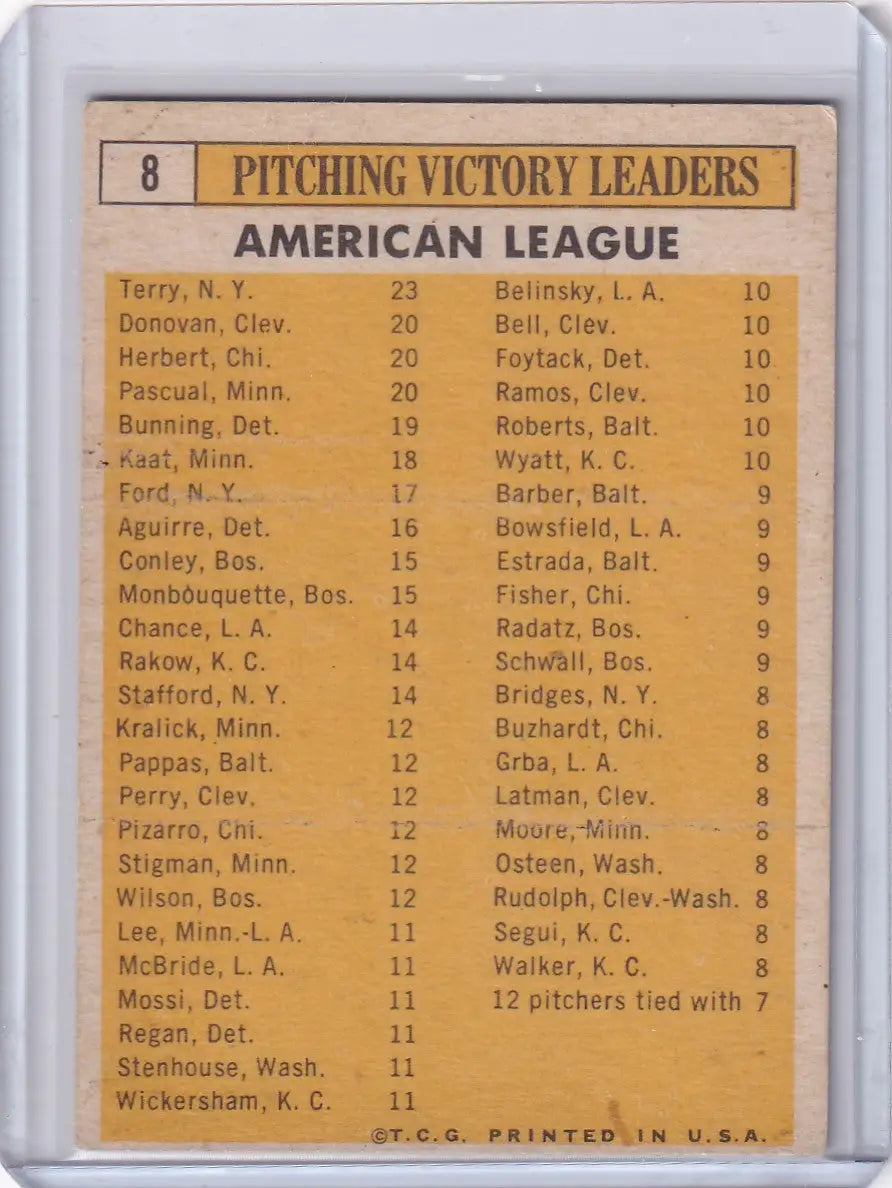 8 PITCHING VICTORY LEADERS
AMERICAN LEAGUE
Terry, N. Y. 23
Donovan, Clev. 20
Herbert, Chi. 20
Pascual, Minn. 20
Bunning, Det. 19
Kaat, Minn. 18
Ford, N. Y. 17
Aguirre, Det. 16
Conley, Bos. 15
Monbouquette, Bos. 15
Chance, L. A. 14
Rakow, K. C. 14
Stafford, N. Y. 14
Kralick, Minn. 12
Pappas, Balt. 12
Perry, Clev. 12
Pizarro, Chi. 12
Stigman, Minn. 12
Wilson, Bos. 12
Lee, Minn.-L. A. 11
McBride, L. A. 11
Mossi, Det. 11
Regan, Det. 11
Stenhouse, Wash. 11
Wickersham, K. C. 11
Belinsky, L. A. 10
Bell, Clev. 10
Foytack, Det. 10
Ramos, Clev. 10
Roberts, Balt. 10
Wyatt, K. C. 10
Barber, Balt. 9
Bowsfield, L. A. 9
Estrada, Balt. 9
Fisher, Chi. 9
Radatz, Bos. 9
Schwall, Bos. 9
Bridges, N. Y. 8
Buzhardt, Chi. 8
Grba, L. A. 8
Latman, Clev. 8
Moore, Minn. 8
Osteen, Wash. 8
Rudolph, Clev.-Wash. 8
Segui, K. C. 8
Walker, K. C. 8
12 pitchers tied with 7
©T.C.G. PRINTED IN U.S.A.